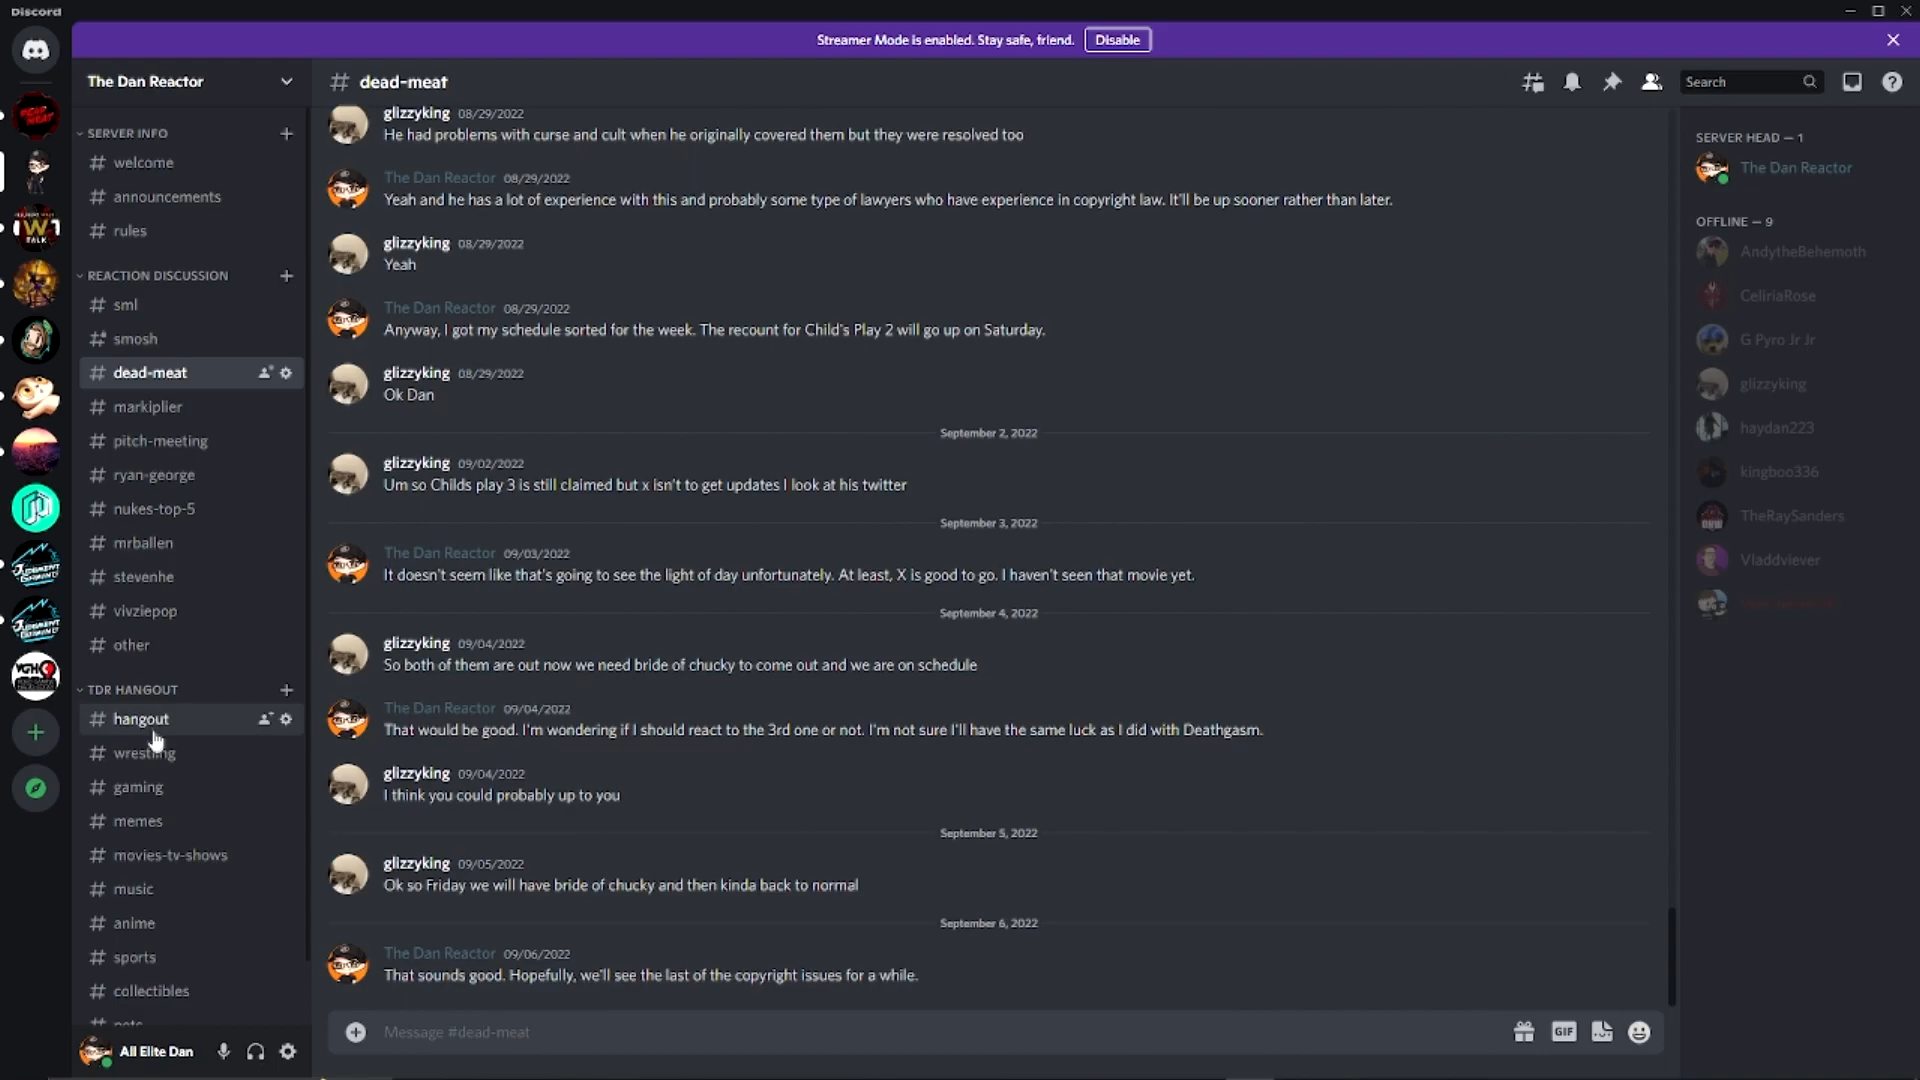 Discord
Streamer Mode is enabled. Stay safe, friend. Disable
The Dan Reactor
SERVER INFO
welcome
announcements
rules
REACTION DISCUSSION
sml
smosh
dead-meat
markiplier
pitch-meeting
ryan-george
nukes-top-5
mrballen
stevenhe
vivziepop
other
TDR HANGOUT
hangout
wrestling
gaming
memes
movies-tv-shows
music
anime
sports
collectibles
All Elite Dan
# dead-meat
Search
glizzyking 08/29/2022
He had problems with curse and cult when he originally covered them but they were resolved too
The Dan Reactor 08/29/2022
Yeah and he has a lot of experience with this and probably some type of lawyers who have experience in copyright law. It'll be up sooner rather than later.
glizzyking 08/29/2022
Yeah
The Dan Reactor 08/29/2022
Anyway, I got my schedule sorted for the week. The recount for Child's Play 2 will go up on Saturday.
glizzyking 08/29/2022
Ok Dan
September 2, 2022
glizzyking 09/02/2022
Um so Childs play 3 is still claimed but x isn't to get updates I look at his twitter
September 3, 2022
The Dan Reactor 09/03/2022
It doesn't seem like that's going to see the light of day unfortunately. At least, X is good to go. I haven't seen that movie yet.
September 4, 2022
glizzyking 09/04/2022
So both of them are out now we need bride of chucky to come out and we are on schedule
The Dan Reactor 09/04/2022
That would be good. I'm wondering if I should react to the 3rd one or not. I'm not sure I'll have the same luck as I did with Deathgasm.
glizzyking 09/04/2022
I think you could probably up to you
September 5, 2022
glizzyking 09/05/2022
Ok so Friday we will have bride of chucky and then kinda back to normal
September 6, 2022
The Dan Reactor 09/06/2022
That sounds good. Hopefully, we'll see the last of the copyright issues for a while.
Message #dead-meat
GIF
SERVER HEAD — 1
The Dan Reactor
OFFLINE — 9
AndytheBehemoth
CeliriaRose
G Pyro Jr Jr
glizzyking
haydan223
kingboo336
TheRaySanders
Vladdviever